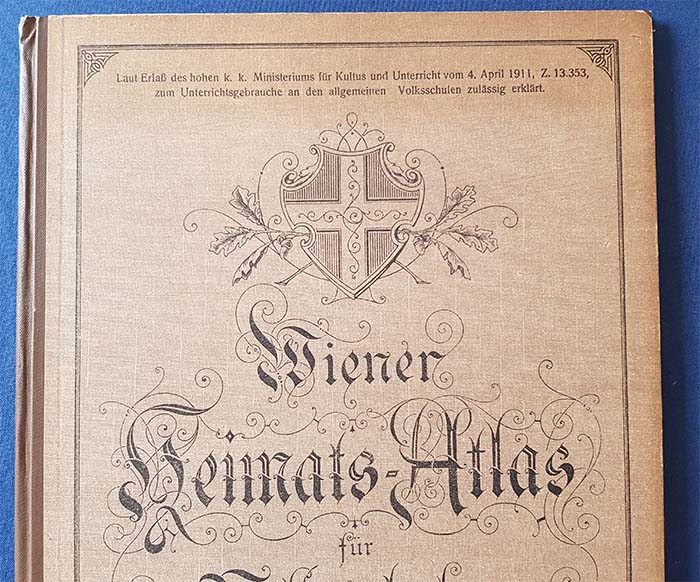 Laut Erlaß des hohen k. k. Ministeriums für Kultus und Unterricht vom 4. April 1911, Z. 13.353,
zum Unterrichtsgebrauche an den allgemeinen Volksschulen zulässig erklärt.
Wiener
Heimats-Atlas
für